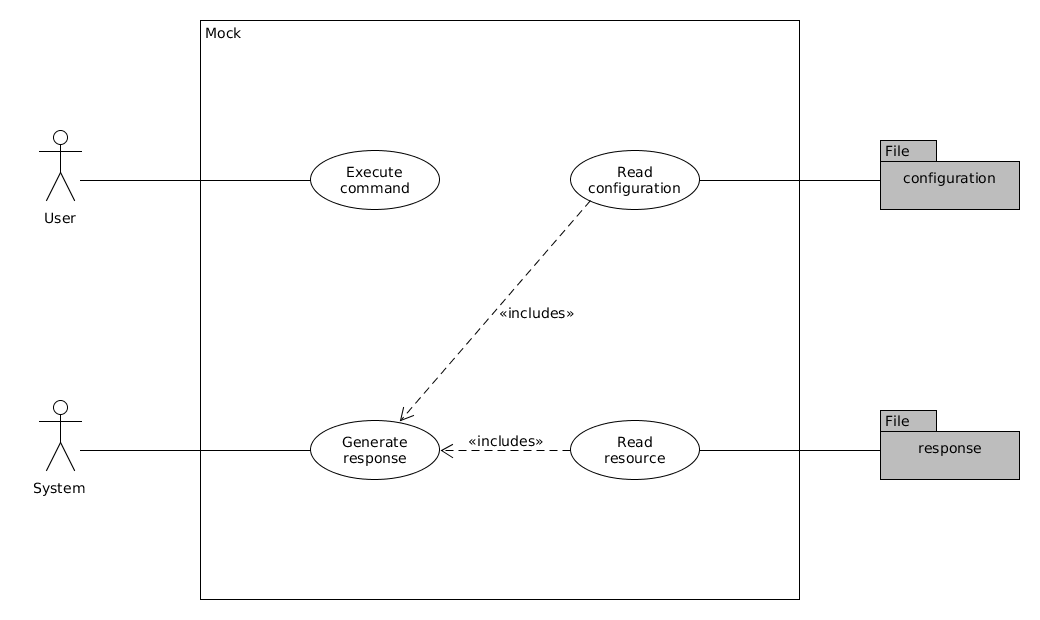 Mock
User
Execute
command
Read
configuration
File
configuration
«includes»
System
Generate
response
«includes»
Read
resource
File
response